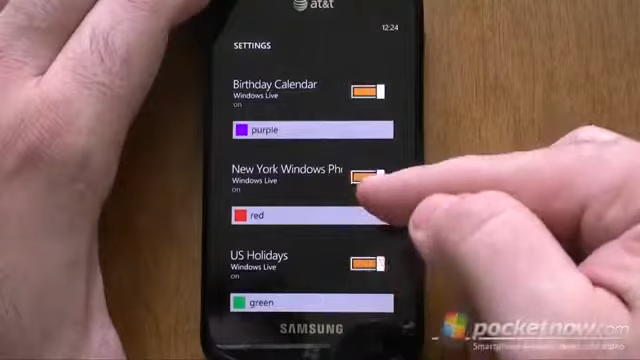 at&t
12:24
SETTINGS
Birthday Calendar
Windows Live
on
purple
New York Windows Pho
Windows Live
on
red
US Holidays
Windows Live
on
green
SAMSUNG
pocketnow.com